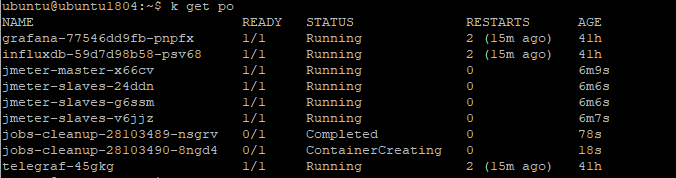 ubuntu@ubuntu1804:~$ k get po
NAME READY STATUS RESTARTS AGE
grafana-77546dd9fb-pnpfx 1/1 Running 2 (15m ago) 41h
influxdb-59d7d98b58-psv68 1/1 Running 2 (15m ago) 41h
jmeter-master-x66cv 1/1 Running 0 6m9s
jmeter-slaves-24ddn 1/1 Running 0 6m6s
jmeter-slaves-g6ssm 1/1 Running 0 6m6s
jmeter-slaves-v6jjz 1/1 Running 0 6m7s
jobs-cleanup-28103489-nsgrv 0/1 Completed 0 78s
jobs-cleanup-28103490-8ngd4 0/1 ContainerCreating 0 18s
telegraf-45gkg 1/1 Running 2 (15m ago) 41h